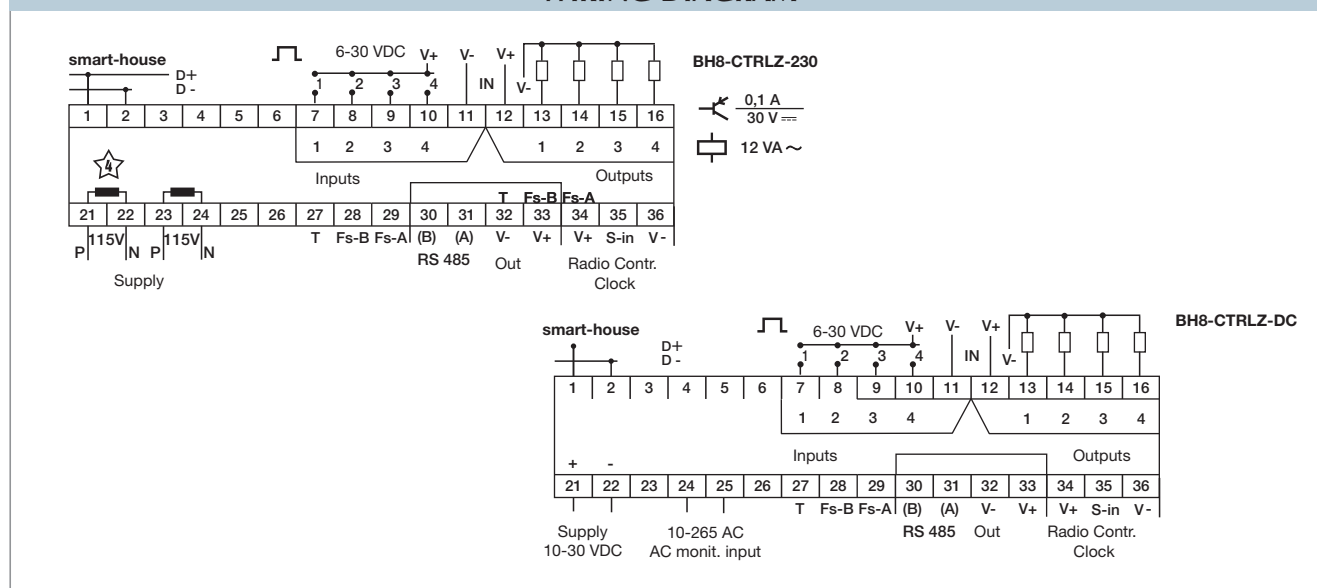 WIRING DIAGRAM
smart-house
D+
D -
6-30 VDC V+ V- V+
1 2 3 4 IN V-
BH8-CTRLZ-230
0,1 A
30 V
12 VA
1 2 3 4 5 6 7 8 9 10 11 12 13 14 15 16
1 2 3 4 1 2 3 4
4
Inputs Outputs
T Fs-B Fs-A
21 22 23 24 25 26 27 28 29 30 31 32 33 34 35 36
P 115V N P 115V N T Fs-B Fs-A (B) (A) V- V+ V+ S-in V -
RS 485 Out Radio Contr.
Clock
Supply
BH8-CTRLZ-DC
smart-house
D+
D -
6-30 VDC V+ V- V+
1 2 3 4 IN V-
1 2 3 4 5 6 7 8 9 10 11 12 13 14 15 16
1 2 3 4 1 2 3 4
Inputs Outputs
+ -
21 22 23 24 25 26 27 28 29 30 31 32 33 34 35 36
T Fs-B Fs-A (B) (A) V- V+ V+ S-in V -
Supply
10-30 VDC
10-265 AC
AC monit. input
RS 485 Out Radio Contr.
Clock